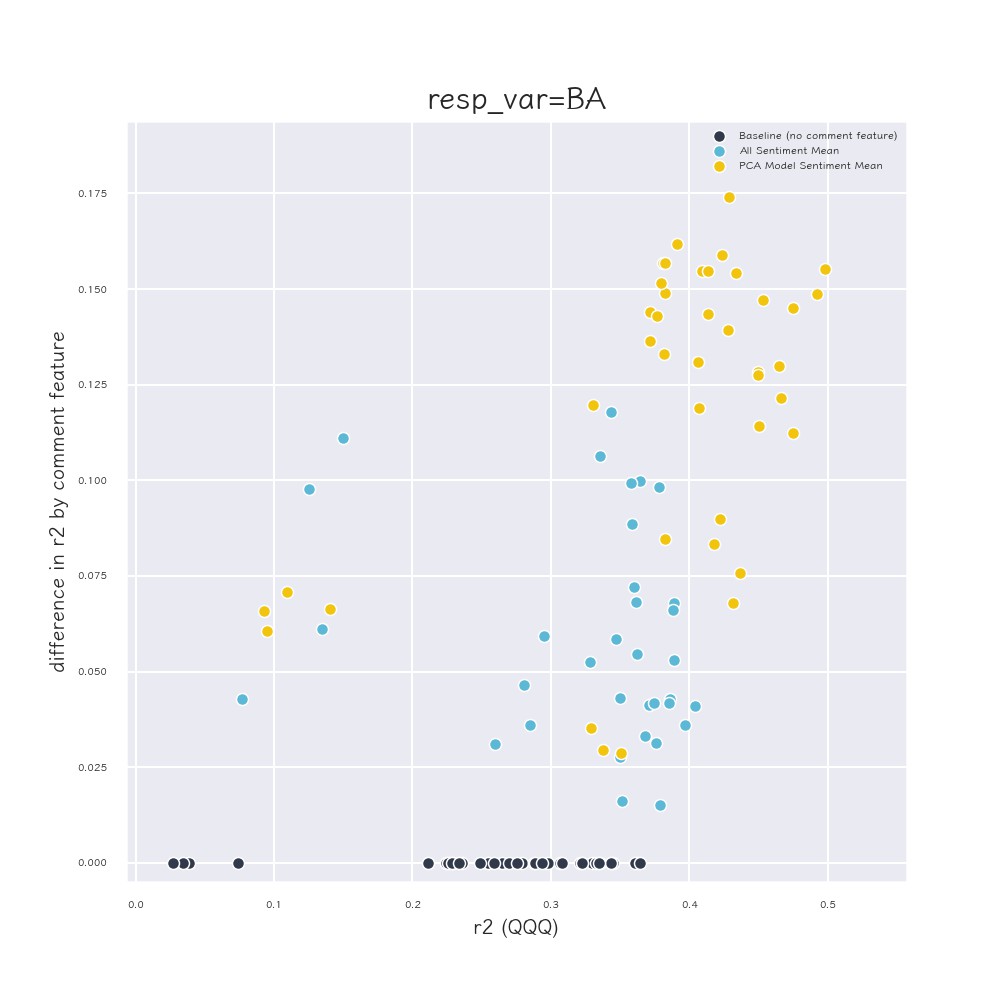 resp_var=BA
Baseline (no comment feature)
All Sentiment Mean
PCA Model Sentiment Mean
difference in r2 by comment feature
0.175
0.150
0.125
0.100
0.075
0.050
0.025
0.000
0.0 0.1 0.2 0.3 0.4 0.5
r2 (QQQ)